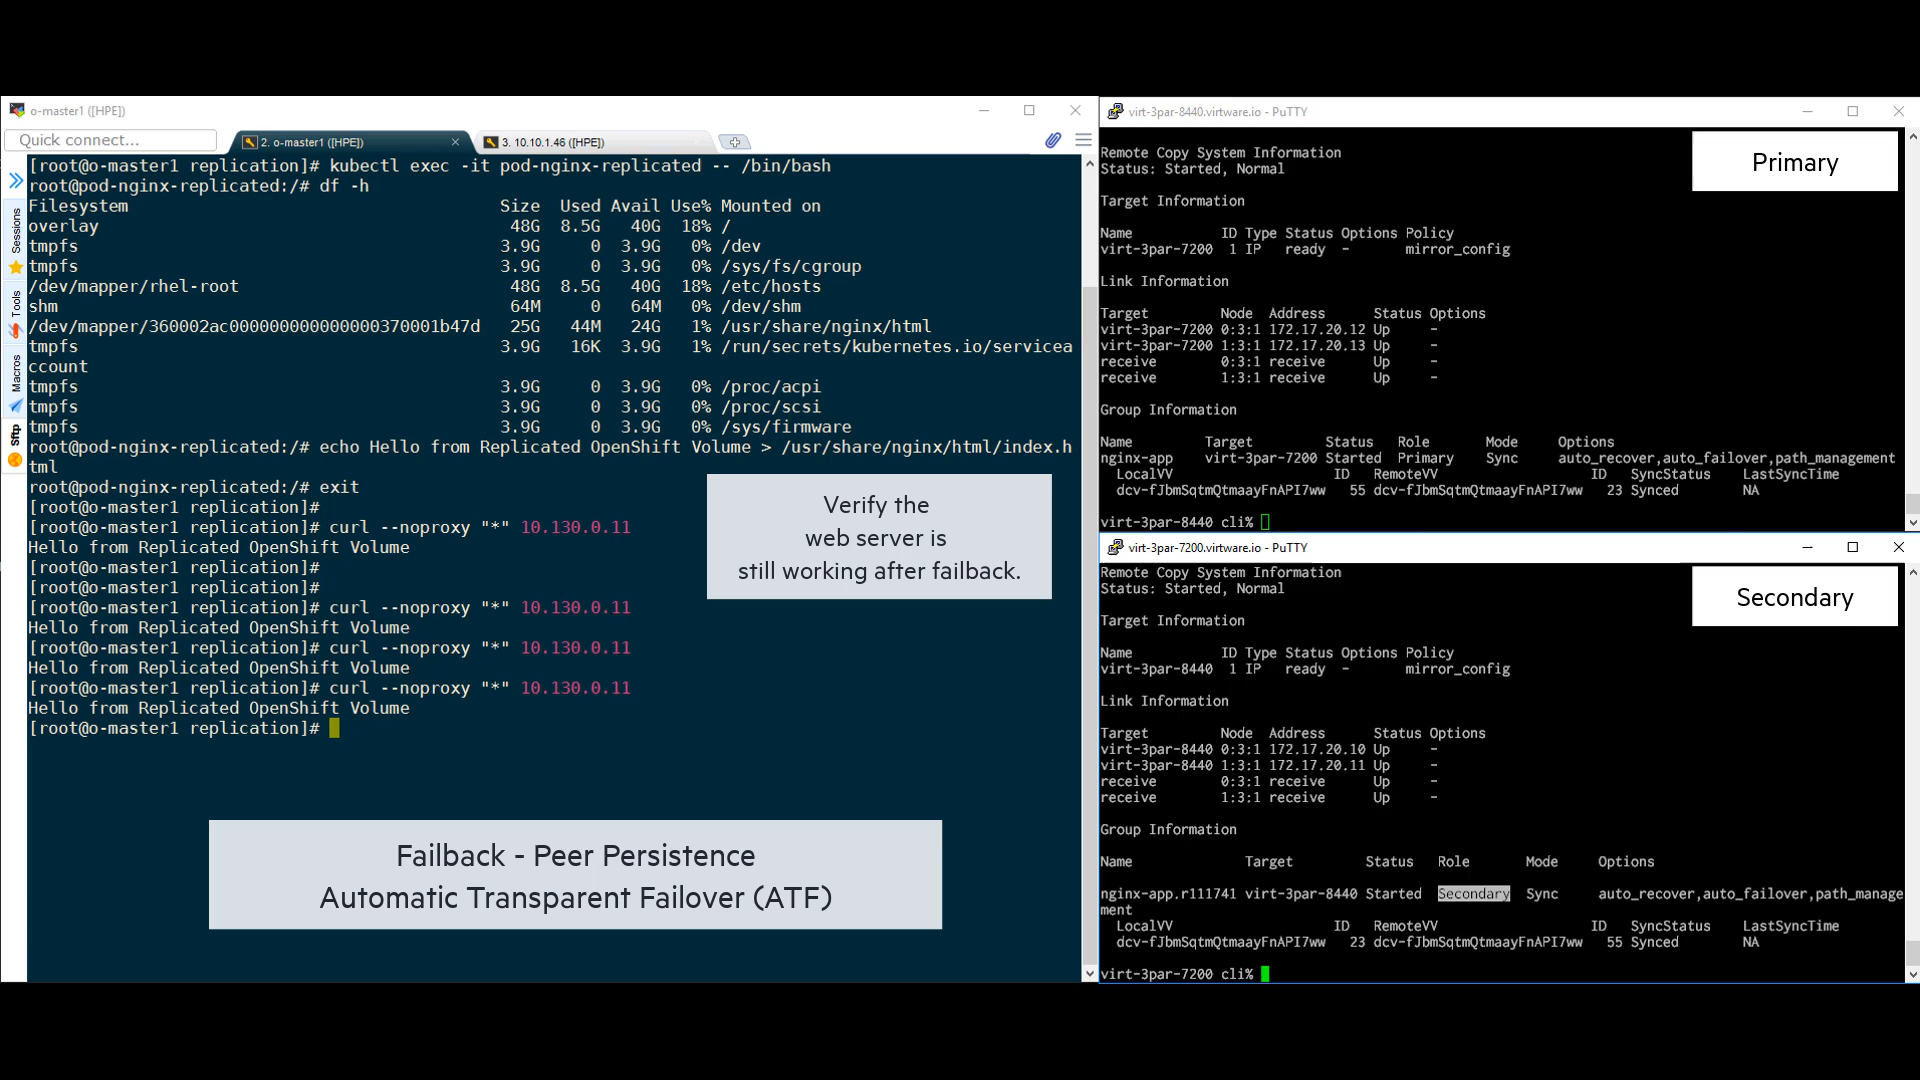 o-master1 ([HPE])
Quick connect...
2. o-master1 ([HPE])
3. 10.10.1.46 ([HPE])
Sessions
Tools
Macros
Sftp
[root@o-master1 replication]# kubectl exec -it pod-nginx-replicated -- /bin/bash
root@pod-nginx-replicated:/# df -h
Filesystem Size Used Avail Use% Mounted on
overlay 48G 8.5G 40G 18% /
tmpfs 3.9G 0 3.9G 0% /dev
tmpfs 3.9G 0 3.9G 0% /sys/fs/cgroup
/dev/mapper/rhel-root 48G 8.5G 40G 18% /etc/hosts
shm 64M 0 64M 0% /dev/shm
/dev/mapper/360002ac0000000000000000370001b47d 25G 44M 24G 1% /usr/share/nginx/html
tmpfs 3.9G 16K 3.9G 1% /run/secrets/kubernetes.io/servicea
ccount
tmpfs 3.9G 0 3.9G 0% /proc/acpi
tmpfs 3.9G 0 3.9G 0% /proc/scsi
tmpfs 3.9G 0 3.9G 0% /sys/firmware
root@pod-nginx-replicated:/# echo Hello from Replicated OpenShift Volume > /usr/share/nginx/html/index.h
tml
root@pod-nginx-replicated:/# exit
[root@o-master1 replication]#
[root@o-master1 replication]# curl --noproxy "*" 10.130.0.11
Hello from Replicated OpenShift Volume
[root@o-master1 replication]#
[root@o-master1 replication]#
[root@o-master1 replication]# curl --noproxy "*" 10.130.0.11
Hello from Replicated OpenShift Volume
[root@o-master1 replication]# curl --noproxy "*" 10.130.0.11
Hello from Replicated OpenShift Volume
[root@o-master1 replication]# curl --noproxy "*" 10.130.0.11
Hello from Replicated OpenShift Volume
[root@o-master1 replication]#
Verify the
web server is
still working after failback.
Failback - Peer Persistence
Automatic Transparent Failover (ATF)
virt-3par-8440.virtware.io - PuTTY
Primary
Remote Copy System Information
Status: Started, Normal
Target Information
Name ID Type Status Options Policy
virt-3par-7200 1 IP ready - mirror_config
Link Information
Target Node Address Status Options
virt-3par-7200 0:3:1 172.17.20.12 Up -
virt-3par-7200 1:3:1 172.17.20.13 Up -
receive 0:3:1 receive Up -
receive 1:3:1 receive Up -
Group Information
Name Target Status Role Mode Options
nginx-app virt-3par-7200 Started Primary Sync auto_recover,auto_failover,path_management
LocalVV ID RemoteVV ID SyncStatus LastSyncTime
dcv-fJbmSqtmQtmaayFnAPI7ww 55 dcv-fJbmSqtmQtmaayFnAPI7ww 23 Synced NA
virt-3par-8440 cli%
virt-3par-7200.virtware.io - PuTTY
Secondary
Remote Copy System Information
Status: Started, Normal
Target Information
Name ID Type Status Options Policy
virt-3par-8440 1 IP ready - mirror_config
Link Information
Target Node Address Status Options
virt-3par-8440 0:3:1 172.17.20.10 Up -
virt-3par-8440 1:3:1 172.17.20.11 Up -
receive 0:3:1 receive Up -
receive 1:3:1 receive Up -
Group Information
Name Target Status Role Mode Options
nginx-app.r111741 virt-3par-8440 Started Secondary Sync auto_recover,auto_failover,path_manage
ment
LocalVV ID RemoteVV ID SyncStatus LastSyncTime
dcv-fJbmSqtmQtmaayFnAPI7ww 23 dcv-fJbmSqtmQtmaayFnAPI7ww 55 Synced NA
virt-3par-7200 cli%